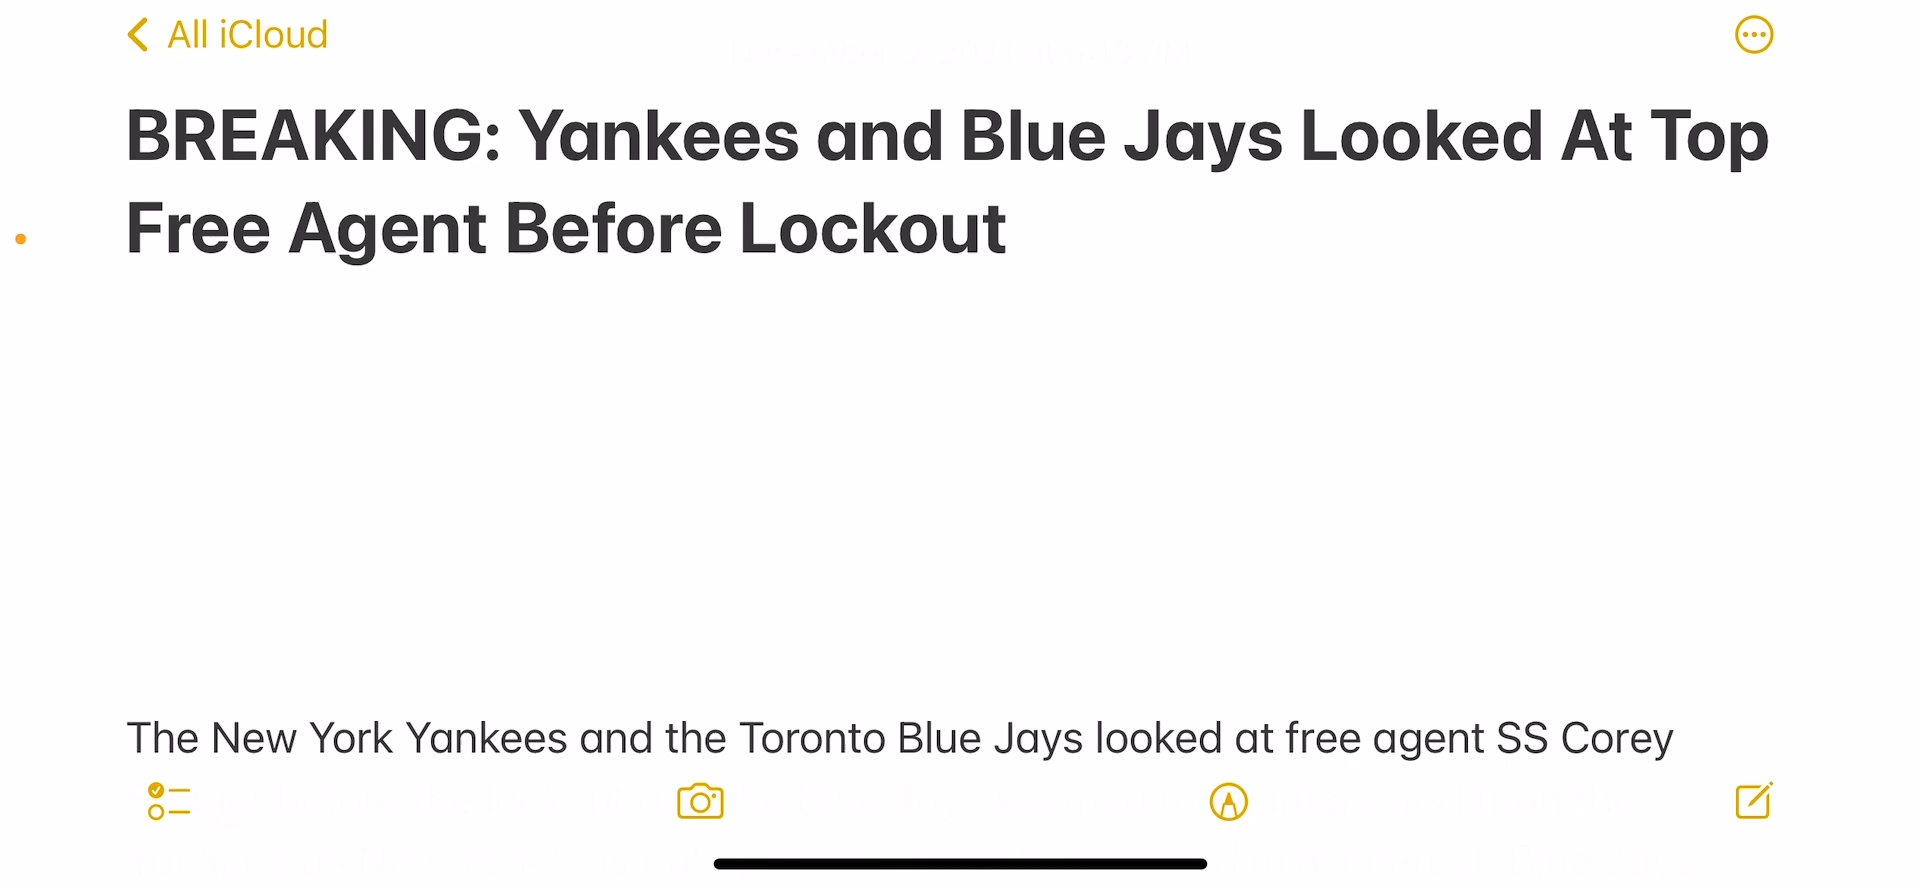 All iCloud
BREAKING: Yankees and Blue Jays Looked At Top
Free Agent Before Lockout
The New York Yankees and the Toronto Blue Jays looked at free agent SS Corey